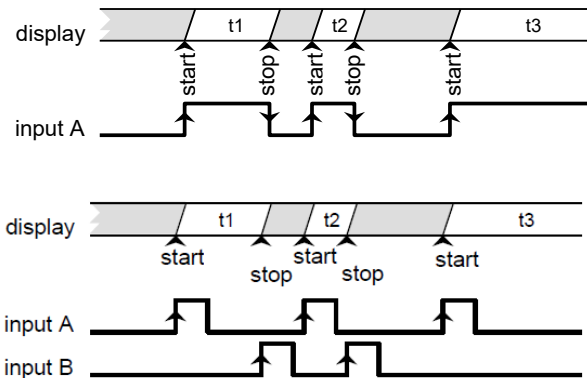 display t1 t2 t3
start stop start stop start
input A
display t1 t2 t3
start start start
stop stop
input A
input B